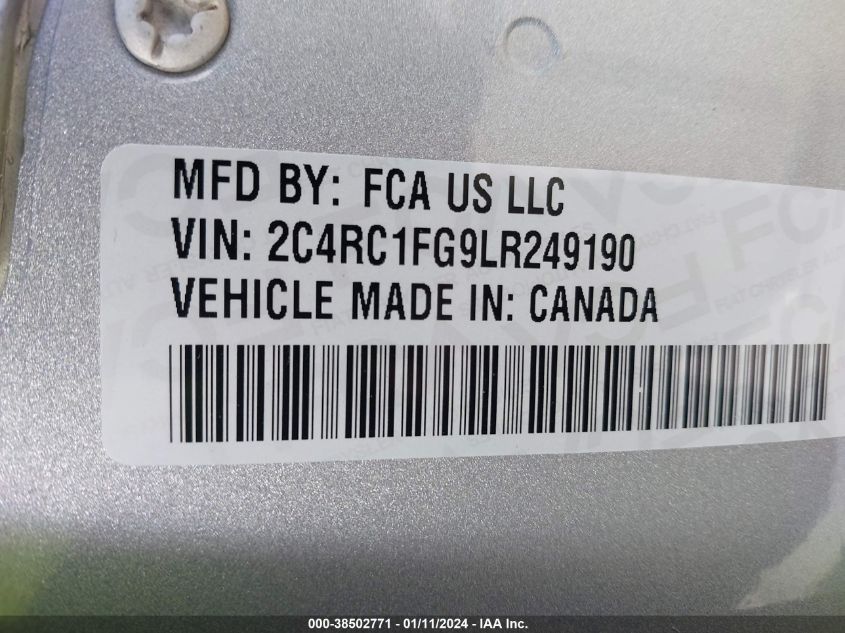 MFD BY: FCA US LLC
VIN: 2C4RC1FG9LR249190
VEHICLE MADE IN: CANADA
000-38502771 - 01/11/2024 - IAA Inc.